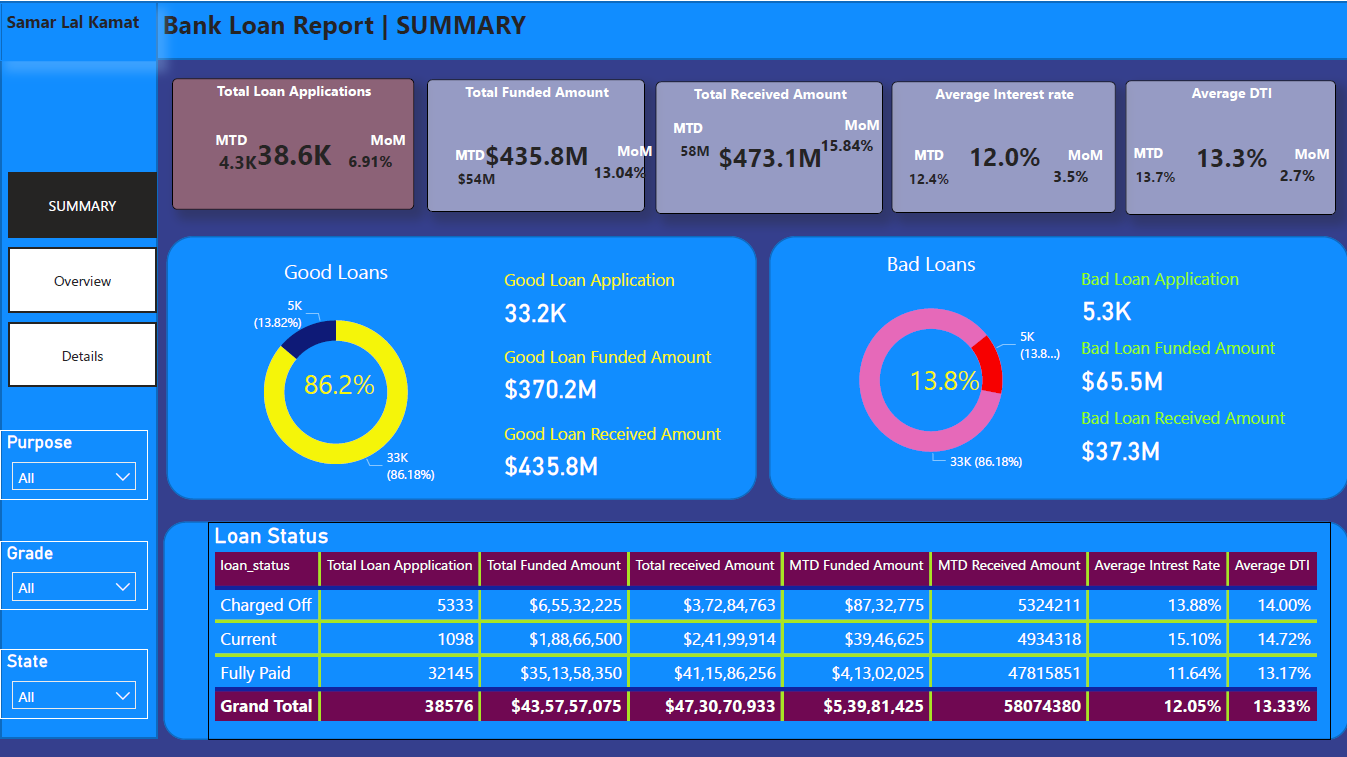 Samar Lal Kamat
Bank Loan Report | SUMMARY
Total Loan Applications
MTD
4.3K
38.6K
MoM
6.91%
Total Funded Amount
MTD
$54M
$435.8M
MoM
13.04%
Total Received Amount
MTD
58M
$473.1M
MoM
15.84%
Average Interest rate
MTD
12.4%
12.0%
MoM
3.5%
Average DTI
MTD
13.7%
13.3%
MoM
2.7%
SUMMARY
Overview
Details
Purpose
All
Grade
All
State
All
Good Loans
5K
(13.82%)
86.2%
33K
(86.18%)
Good Loan Application
33.2K
Good Loan Funded Amount
$370.2M
Good Loan Received Amount
$435.8M
Bad Loans
5K
(13.8...)
13.8%
33K (86.18%)
Bad Loan Application
5.3K
Bad Loan Funded Amount
$65.5M
Bad Loan Received Amount
$37.3M
Loan Status
loan_status Total Loan Appplication Total Funded Amount Total received Amount MTD Funded Amount MTD Received Amount Average Intrest Rate Average DTI
Charged Off 5333 $6,55,32,225 $3,72,84,763 $87,32,775 5324211 13.88% 14.00%
Current 1098 $1,88,66,500 $2,41,99,914 $39,46,625 4934318 15.10% 14.72%
Fully Paid 32145 $35,13,58,350 $41,15,86,256 $4,13,02,025 47815851 11.64% 13.17%
Grand Total 38576 $43,57,57,075 $47,30,70,933 $5,39,81,425 58074380 12.05% 13.33%